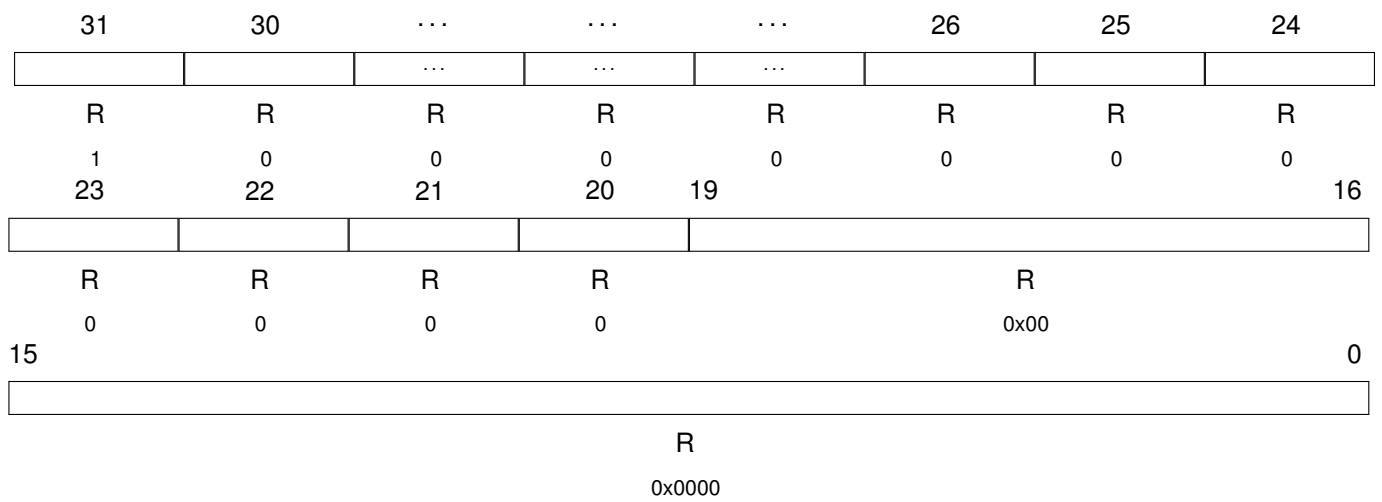 31 30 ... ... ... 26 25 24
... ... ...
R R R R R R R R
1 0 0 0 0 0 0 0
23 22 21 20 19 16
R R R R R
0 0 0 0 0x00
15 0
R
0x0000